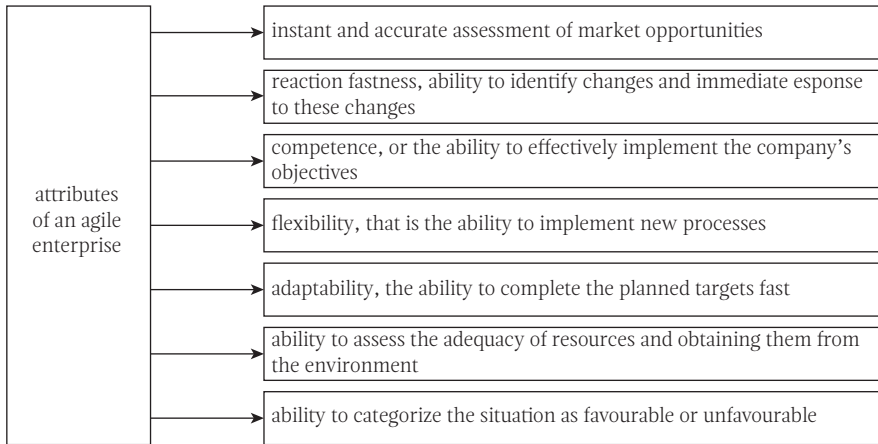 attributes
of an agile
enterprise
instant and accurate assessment of market opportunities
reaction fastness, ability to identify changes and immediate esponse
to these changes
competence, or the ability to effectively implement the company’s
objectives
flexibility, that is the ability to implement new processes
adaptability, the ability to complete the planned targets fast
ability to assess the adequacy of resources and obtaining them from
the environment
ability to categorize the situation as favourable or unfavourable